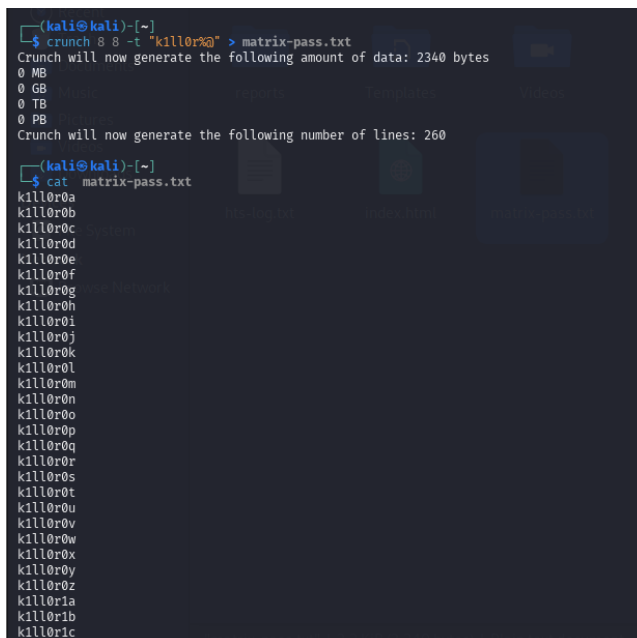 (kali㉿kali)-[~]
$ crunch 8 8 -t "k1ll0r%@" > matrix-pass.txt
Crunch will now generate the following amount of data: 2340 bytes
0 MB
0 GB
0 TB
0 PB
Crunch will now generate the following number of lines: 260
(kali㉿kali)-[~]
$ cat  matrix-pass.txt
k1ll0r0a
k1ll0r0b
k1ll0r0c
k1ll0r0d
k1ll0r0e
k1ll0r0f
k1ll0r0g
k1ll0r0h
k1ll0r0i
k1ll0r0j
k1ll0r0k
k1ll0r0l
k1ll0r0m
k1ll0r0n
k1ll0r0o
k1ll0r0p
k1ll0r0q
k1ll0r0r
k1ll0r0s
k1ll0r0t
k1ll0r0u
k1ll0r0v
k1ll0r0w
k1ll0r0x
k1ll0r0y
k1ll0r0z
k1ll0r1a
k1ll0r1b
k1ll0r1c